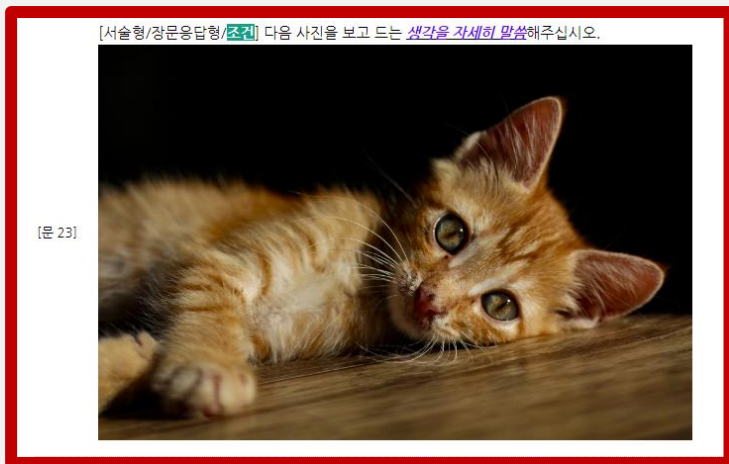 [서술형/장문응답형/조건] 다음 사진을 보고 드는 생각을 자세히 말씀해주십시오.
[문 23]